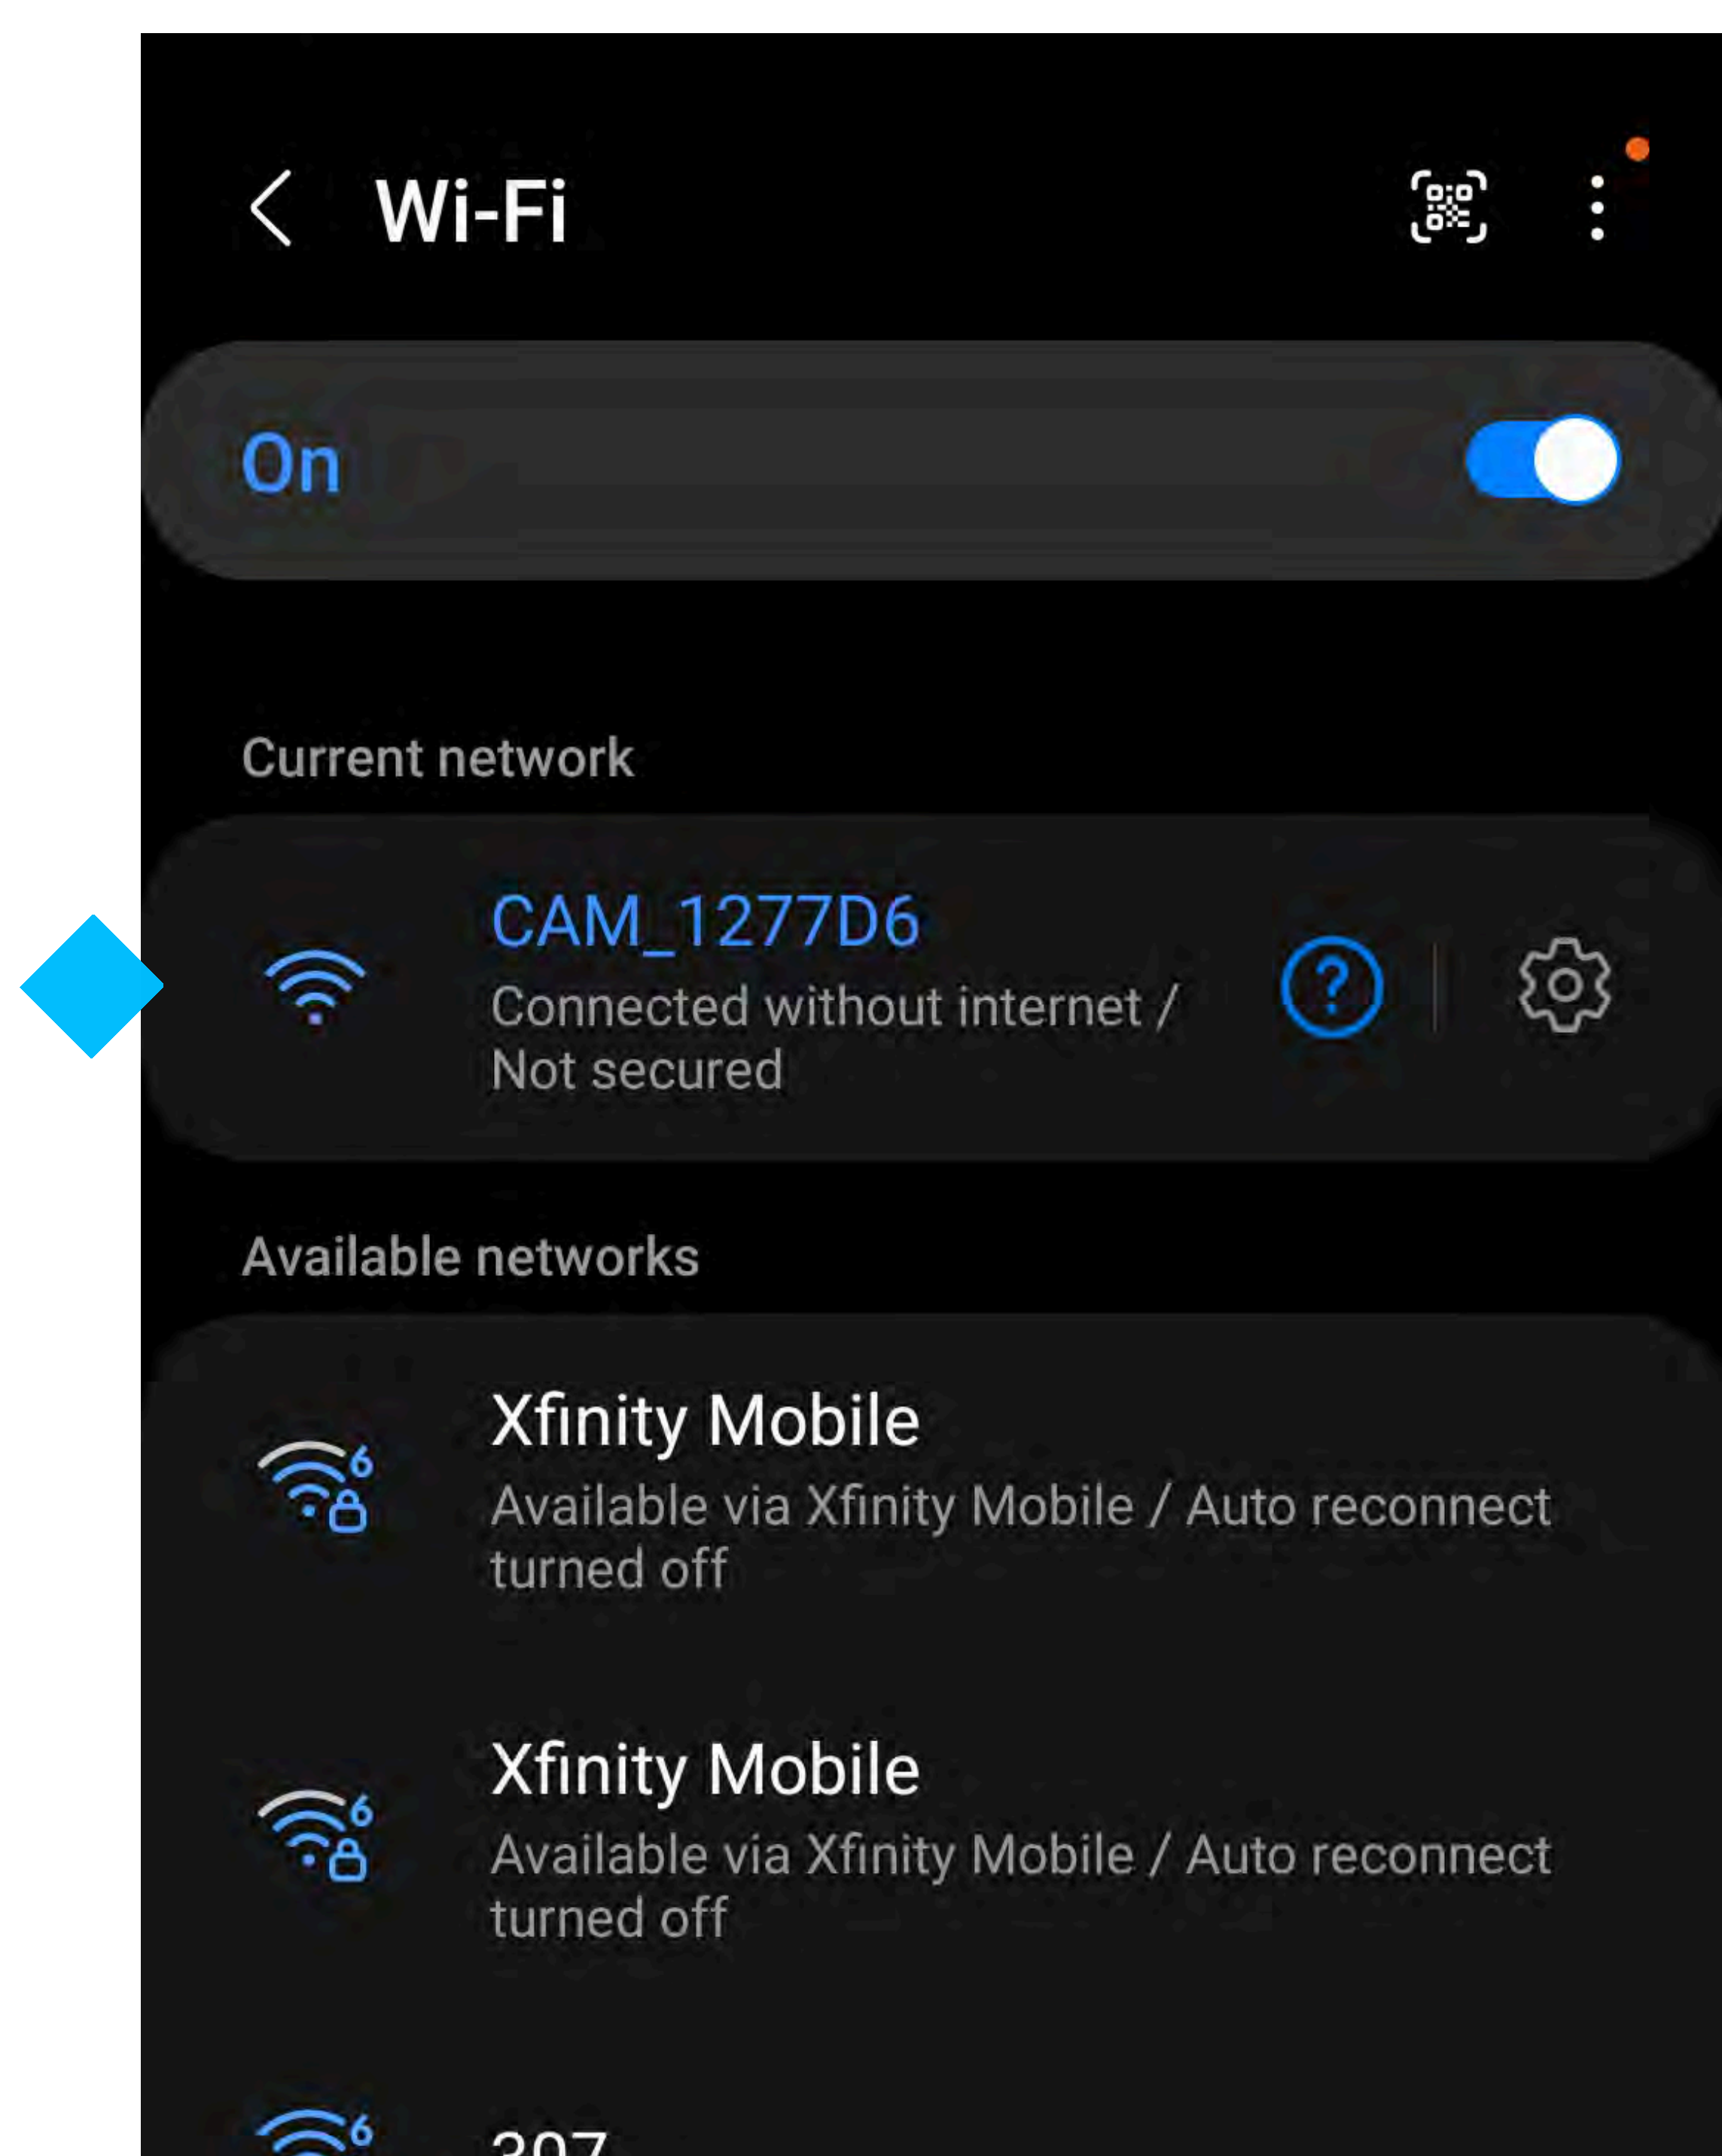 Wi-Fi
On
Current network
CAM_1277D6
Connected without internet /
Not secured
Available networks
Xfinity Mobile
Available via Xfinity Mobile / Auto reconnect
turned off
Xfinity Mobile
Available via Xfinity Mobile / Auto reconnect
turned off